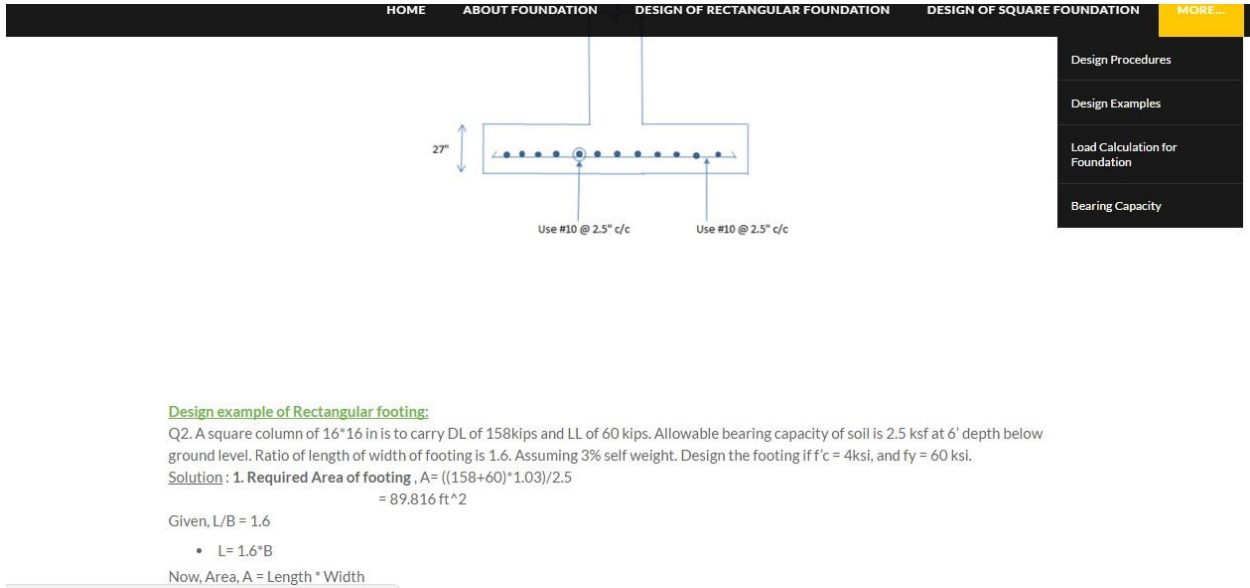 HOME ABOUT FOUNDATION DESIGN OF RECTANGULAR FOUNDATION DESIGN OF SQUARE FOUNDATION MORE...
Design Procedures
Design Examples
Load Calculation for
Foundation
Bearing Capacity
27"
Use #10 @ 2.5" c/c Use #10 @ 2.5" c/c
Design example of Rectangular footing:
Q2. A square column of 16*16 in is to carry DL of 158kips and LL of 60 kips. Allowable bearing capacity of soil is 2.5 ksf at 6' depth below
ground level. Ratio of length of width of footing is 1.6. Assuming 3% self weight. Design the footing if f'c = 4ksi, and fy = 60 ksi.
Solution : 1. Required Area of footing , A= ((158+60)*1.03)/2.5
= 89.816 ft^2
Given, L/B = 1.6
• L= 1.6*B
Now, Area, A = Length * Width